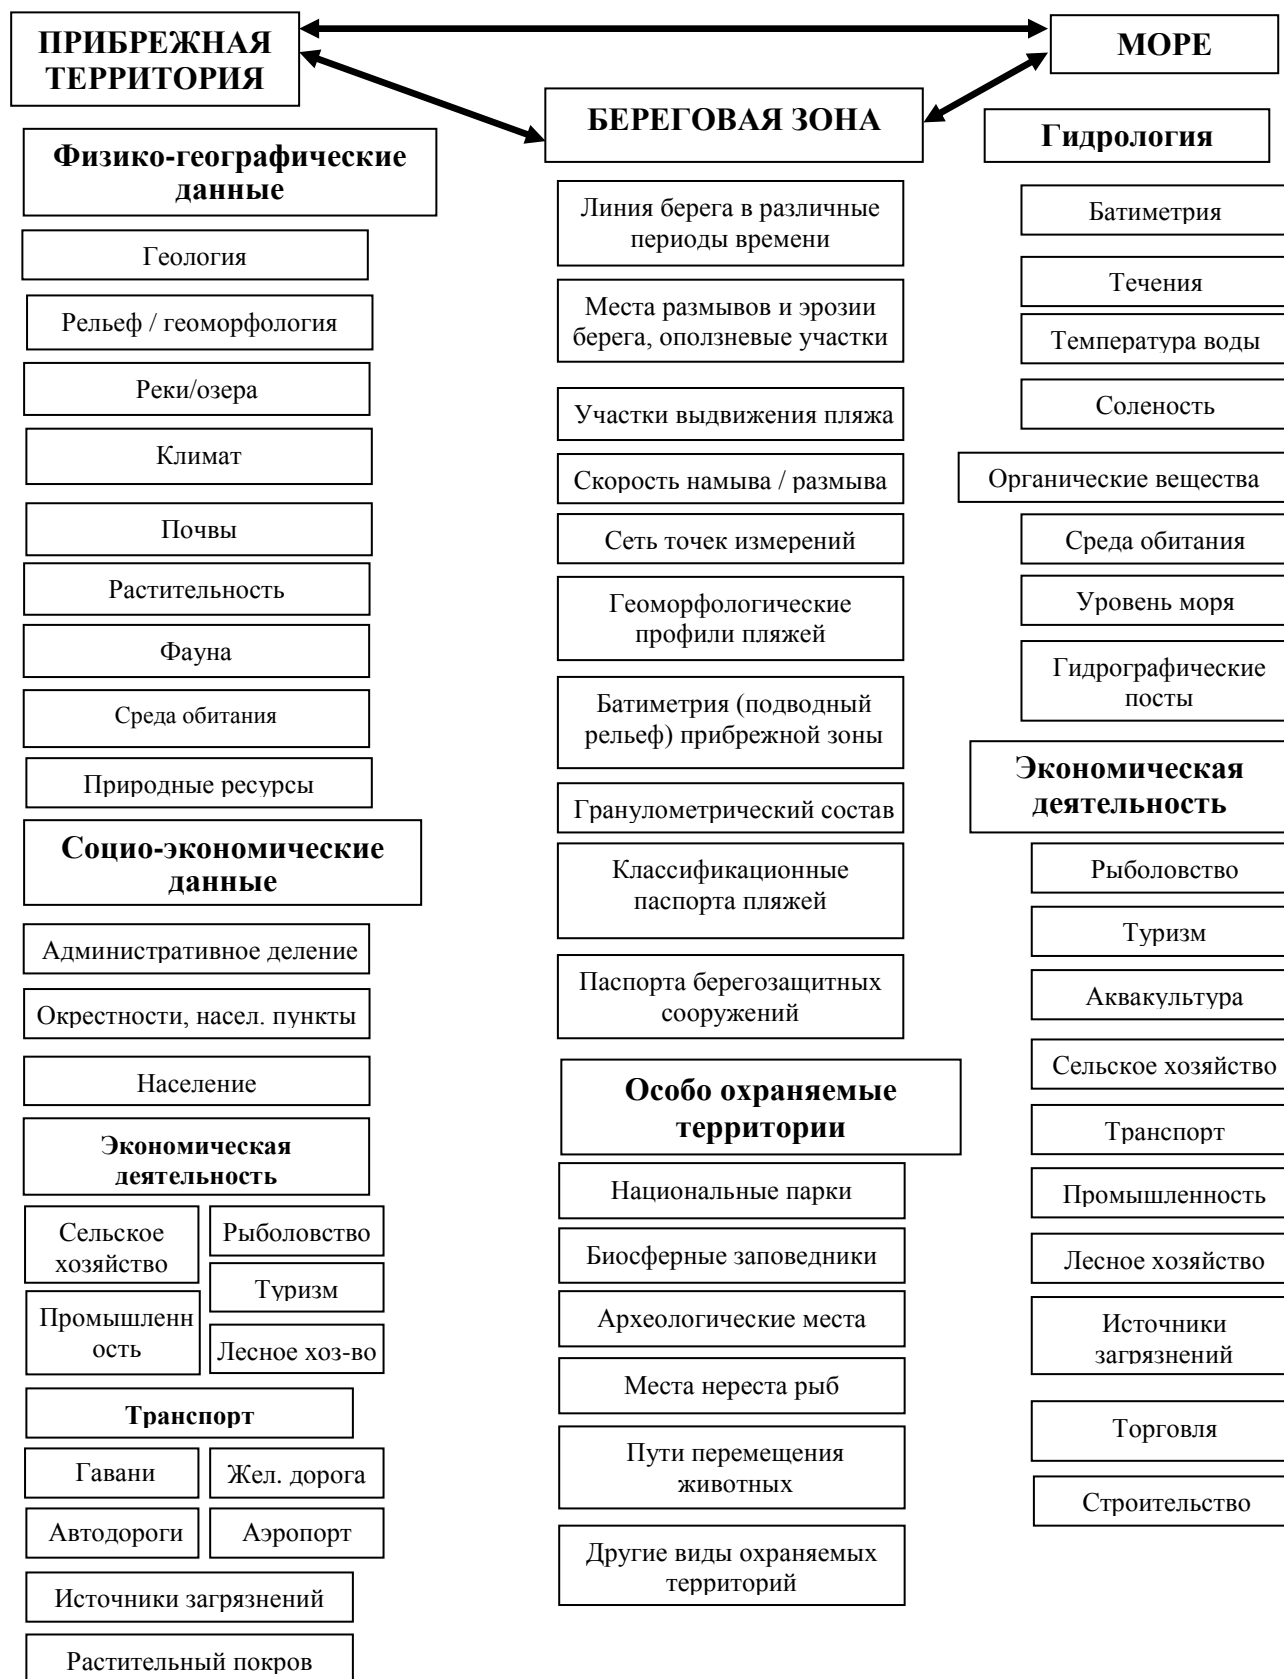 ПРИБРЕЖНАЯ
ТЕРРИТОРИЯ
Физико-географические
данные
Геология
Рельеф / геоморфология
Реки/озера
Климат
Почвы
Растительность
Фауна
Среда обитания
Природные ресурсы
Социо-экономические
данные
Административное деление
Окрестности, насел. пункты
Население
Экономическая
деятельность
Сельское
хозяйство
Рыболовство
Туризм
Промышленн
ость
Лесное хоз-во
Транспорт
Гавани
Жел. дорога
Автодороги
Аэропорт
Источники загрязнений
Растительный покров
БЕРЕГОВАЯ ЗОНА
Линия берега в различные
периоды времени
Места размывов и эрозии
берега, оползневые участки
Участки выдвижения пляжа
Скорость намыва / размыва
Сеть точек измерений
Геоморфологические
профили пляжей
Батиметрия (подводный
рельеф) прибрежной зоны
Гранулометрический состав
Классификационные
паспорта пляжей
Паспорта берегозащитных
сооружений
Особо охраняемые
территории
Национальные парки
Биосферные заповедники
Археологические места
Места нереста рыб
Пути перемещения
животных
Другие виды охраняемых
территорий
МОРЕ
Гидрология
Батиметрия
Течения
Температура воды
Соленость
Органические вещества
Среда обитания
Уровень моря
Гидрографические
посты
Экономическая
деятельность
Рыболовство
Туризм
Аквакультура
Сельское хозяйство
Транспорт
Промышленность
Лесное хозяйство
Источники
загрязнений
Торговля
Строительство